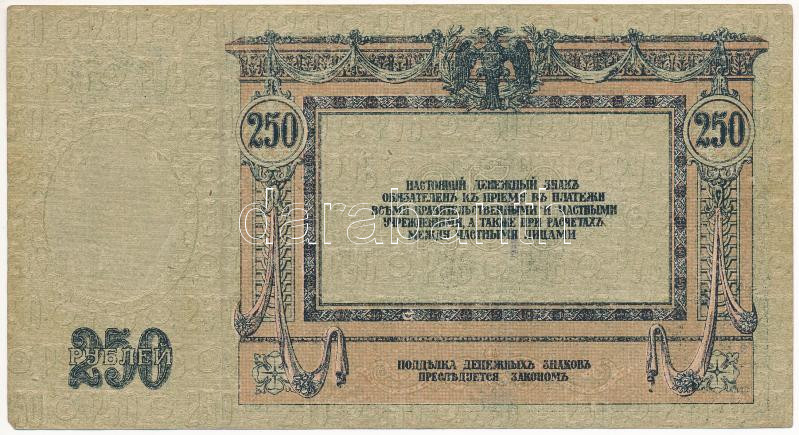 250
250
НАСТОЯЩІЙ ДЕНЕЖНЫЙ ЗНАКЪ
ОБЯЗАТЕЛЕНЪ КЪ ПРІЕМУ ВЪ ПЛАТЕЖИ
ВСѢМИ ПРАВИТЕЛЬСТВЕННЫМИ И ЧАСТНЫМИ
УЧРЕЖДЕНІЯМИ, А ТАКЖЕ ПРИ РАСЧЕТАХЪ
МЕЖДУ ЧАСТНЫМИ ЛИЦАМИ
darabanth
250
РУБЛЕЙ
ПОДДѢЛКА ДЕНЕЖНЫХЪ ЗНАКОВЪ
ПРЕСЛѢДУЕТСЯ ЗАКОНОМЪ